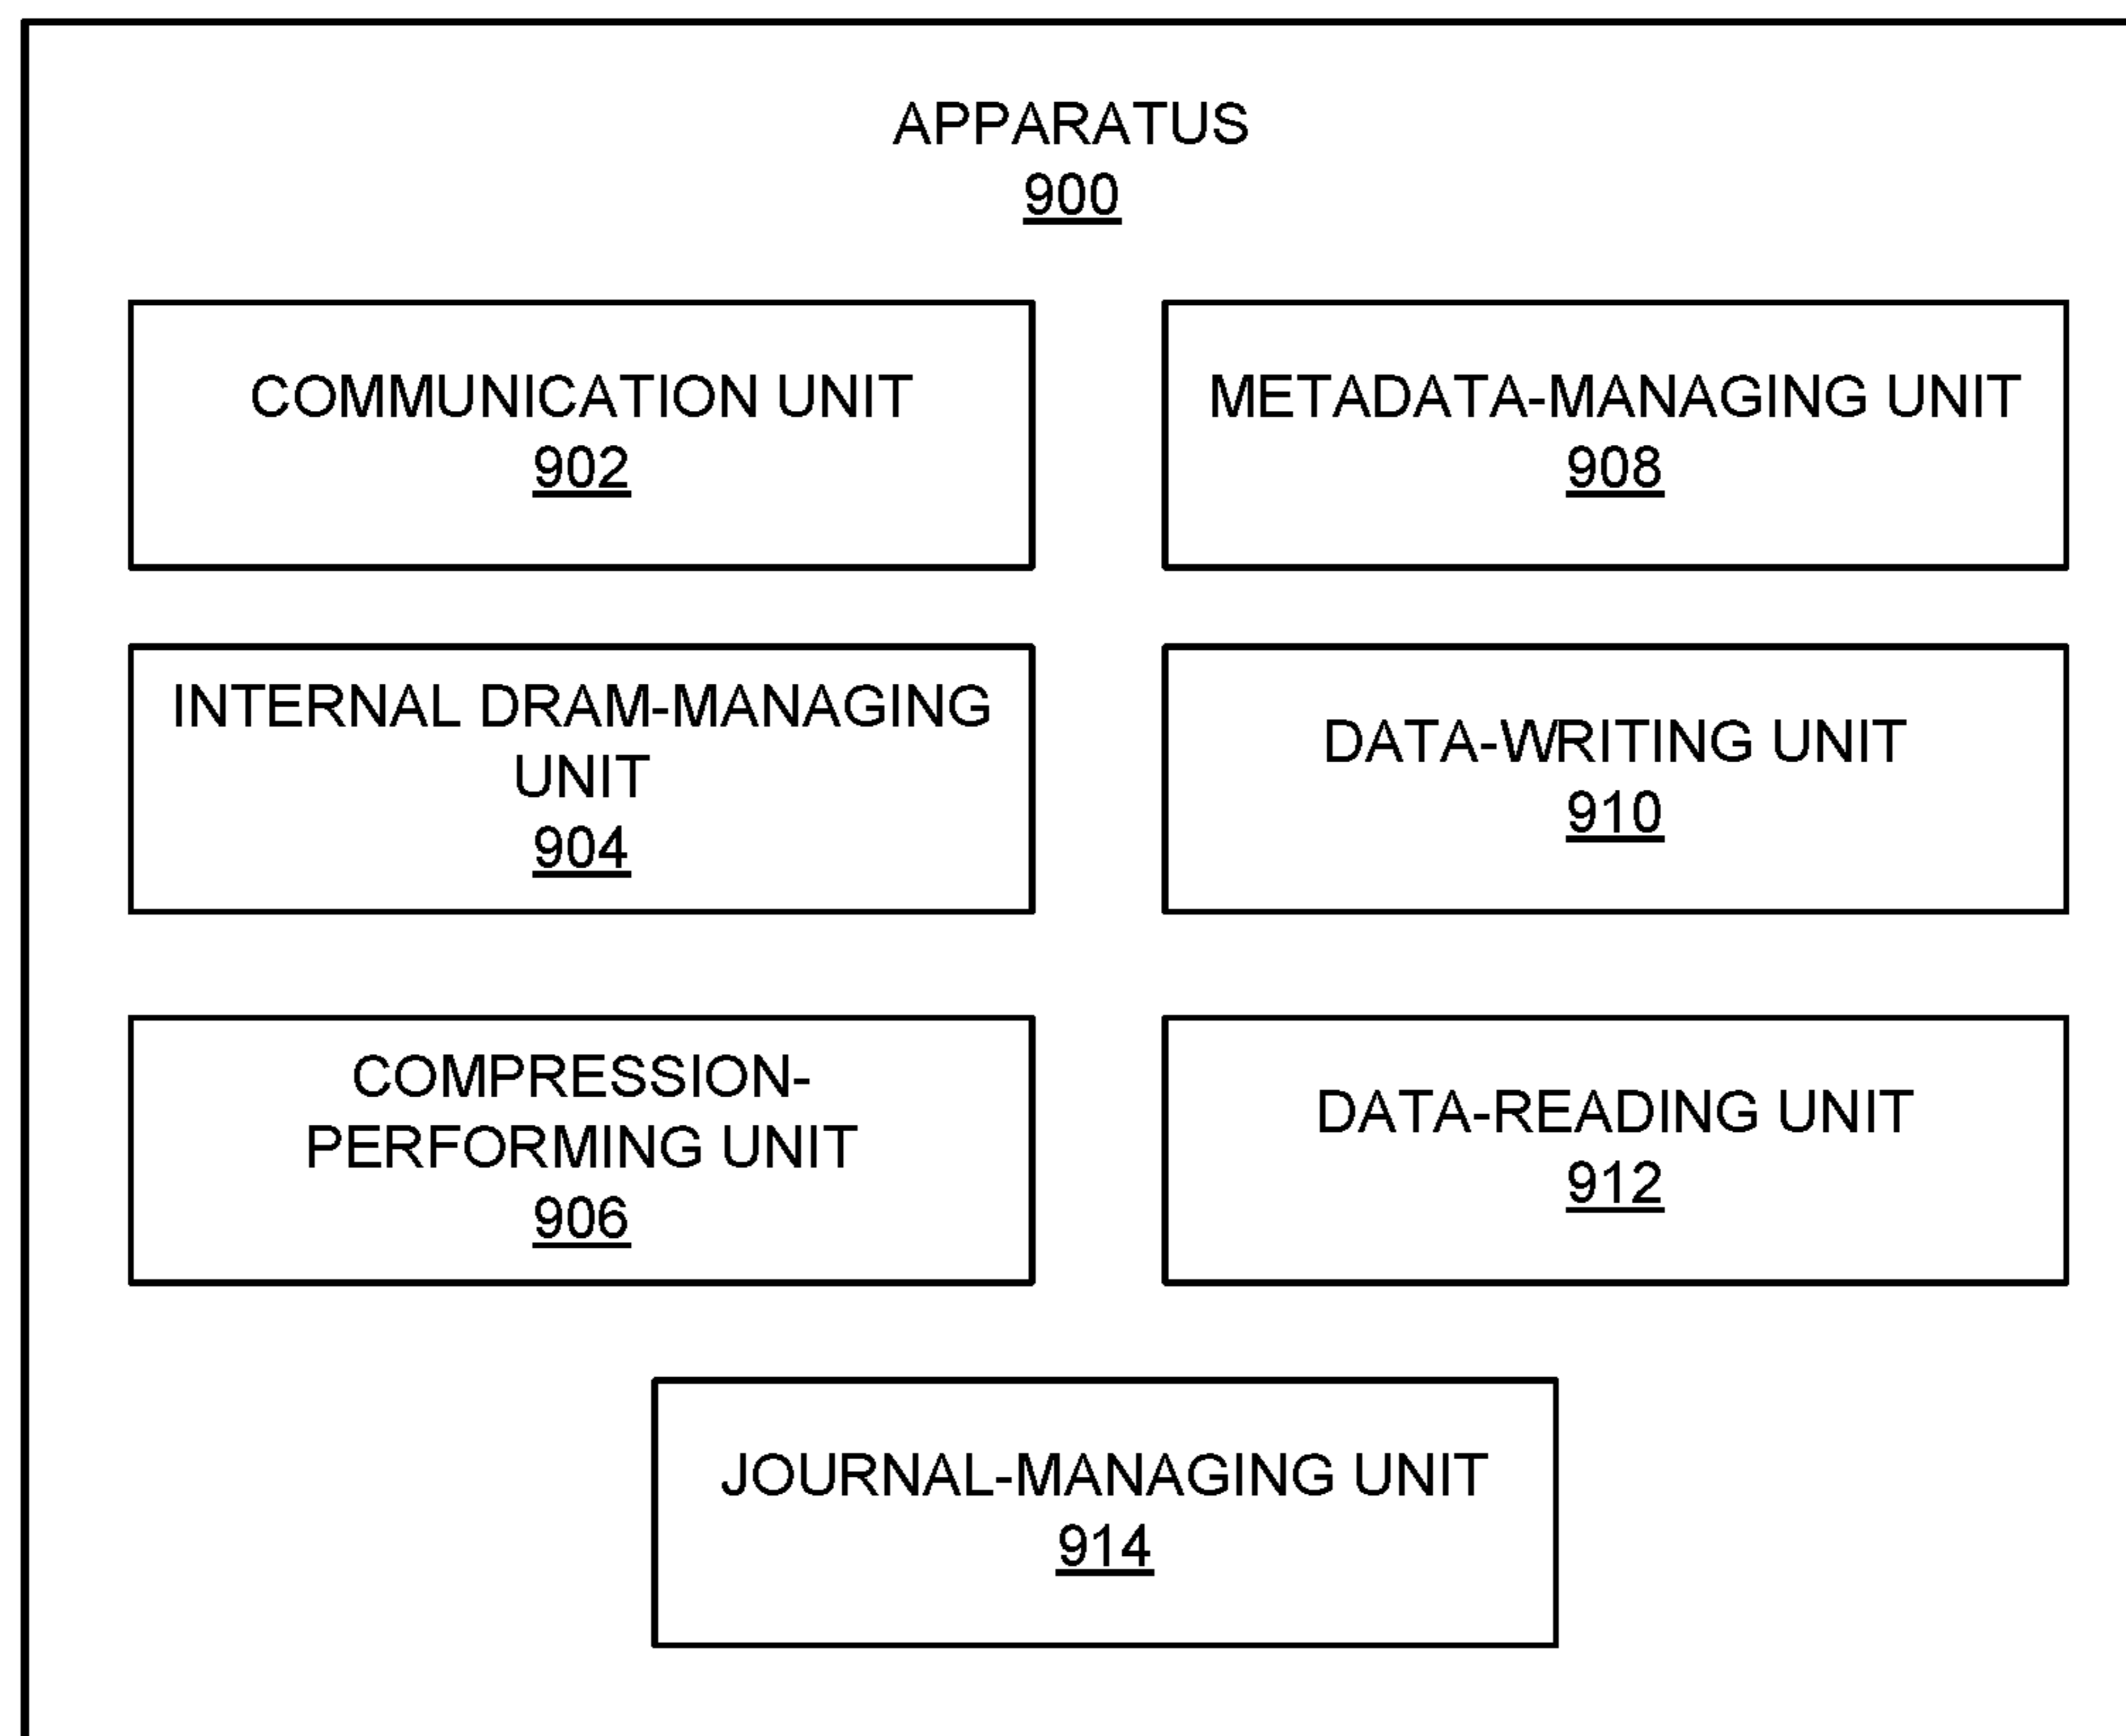 APPARATUS
900
COMMUNICATION UNIT
902
METADATA-MANAGING UNIT
908
INTERNAL DRAM-MANAGING
UNIT
904
DATA-WRITING UNIT
910
COMPRESSION-
PERFORMING UNIT
906
DATA-READING UNIT
912
JOURNAL-MANAGING UNIT
914